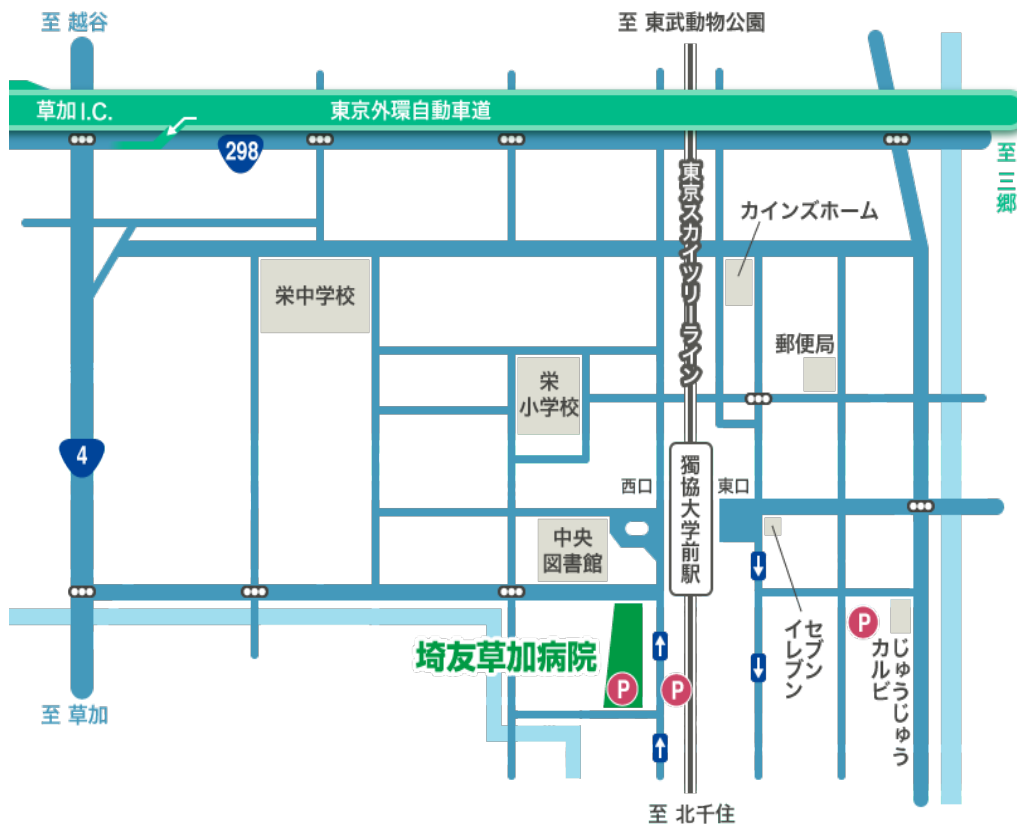 至 越谷
至 東武動物公園
草加 I.C.
東京外環自動車道
298
至 三郷
東京スカイツリーライン
カインズホーム
栄中学校
郵便局
栄
小学校
4
西口
獨協大学前駅
東口
中央
図書館
セブン
イレブン
P
じゅうじゅう
カルビ
埼友草加病院
P
P
至 草加
至 北千住